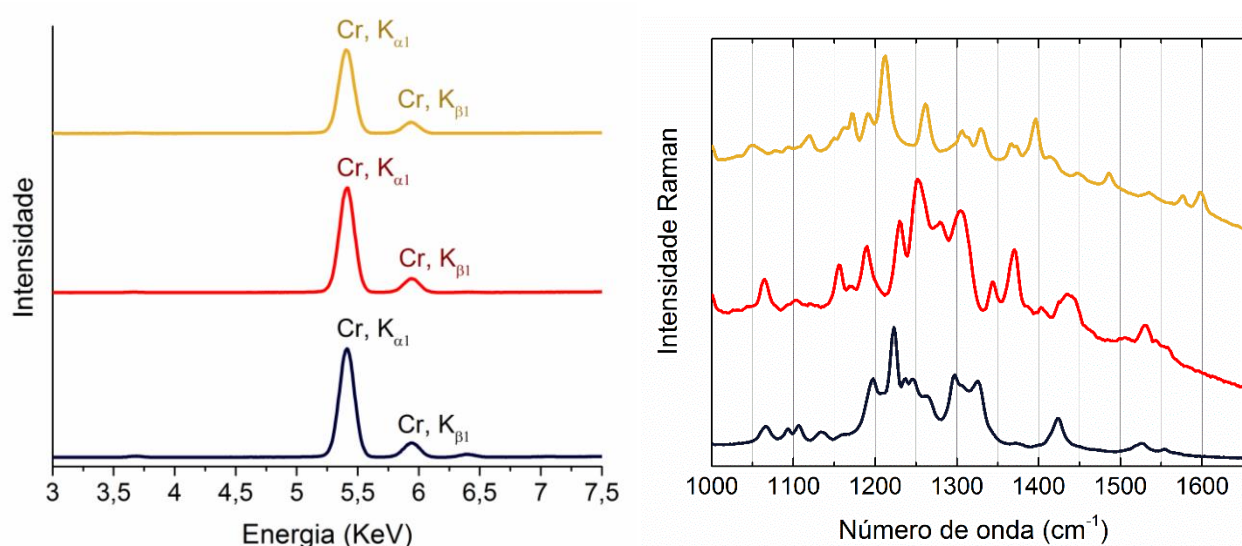 Cr, Kα1
Cr, Kβ1
Cr, Kα1
Cr, Kβ1
Cr, Kα1
Cr, Kβ1
Intensidade
3 3,5 4 4,5 5 5,5 6 6,5 7 7,5
Energia (KeV)
Intensidade Raman
1000 1100 1200 1300 1400 1500 1600
Número de onda (cm⁻¹)